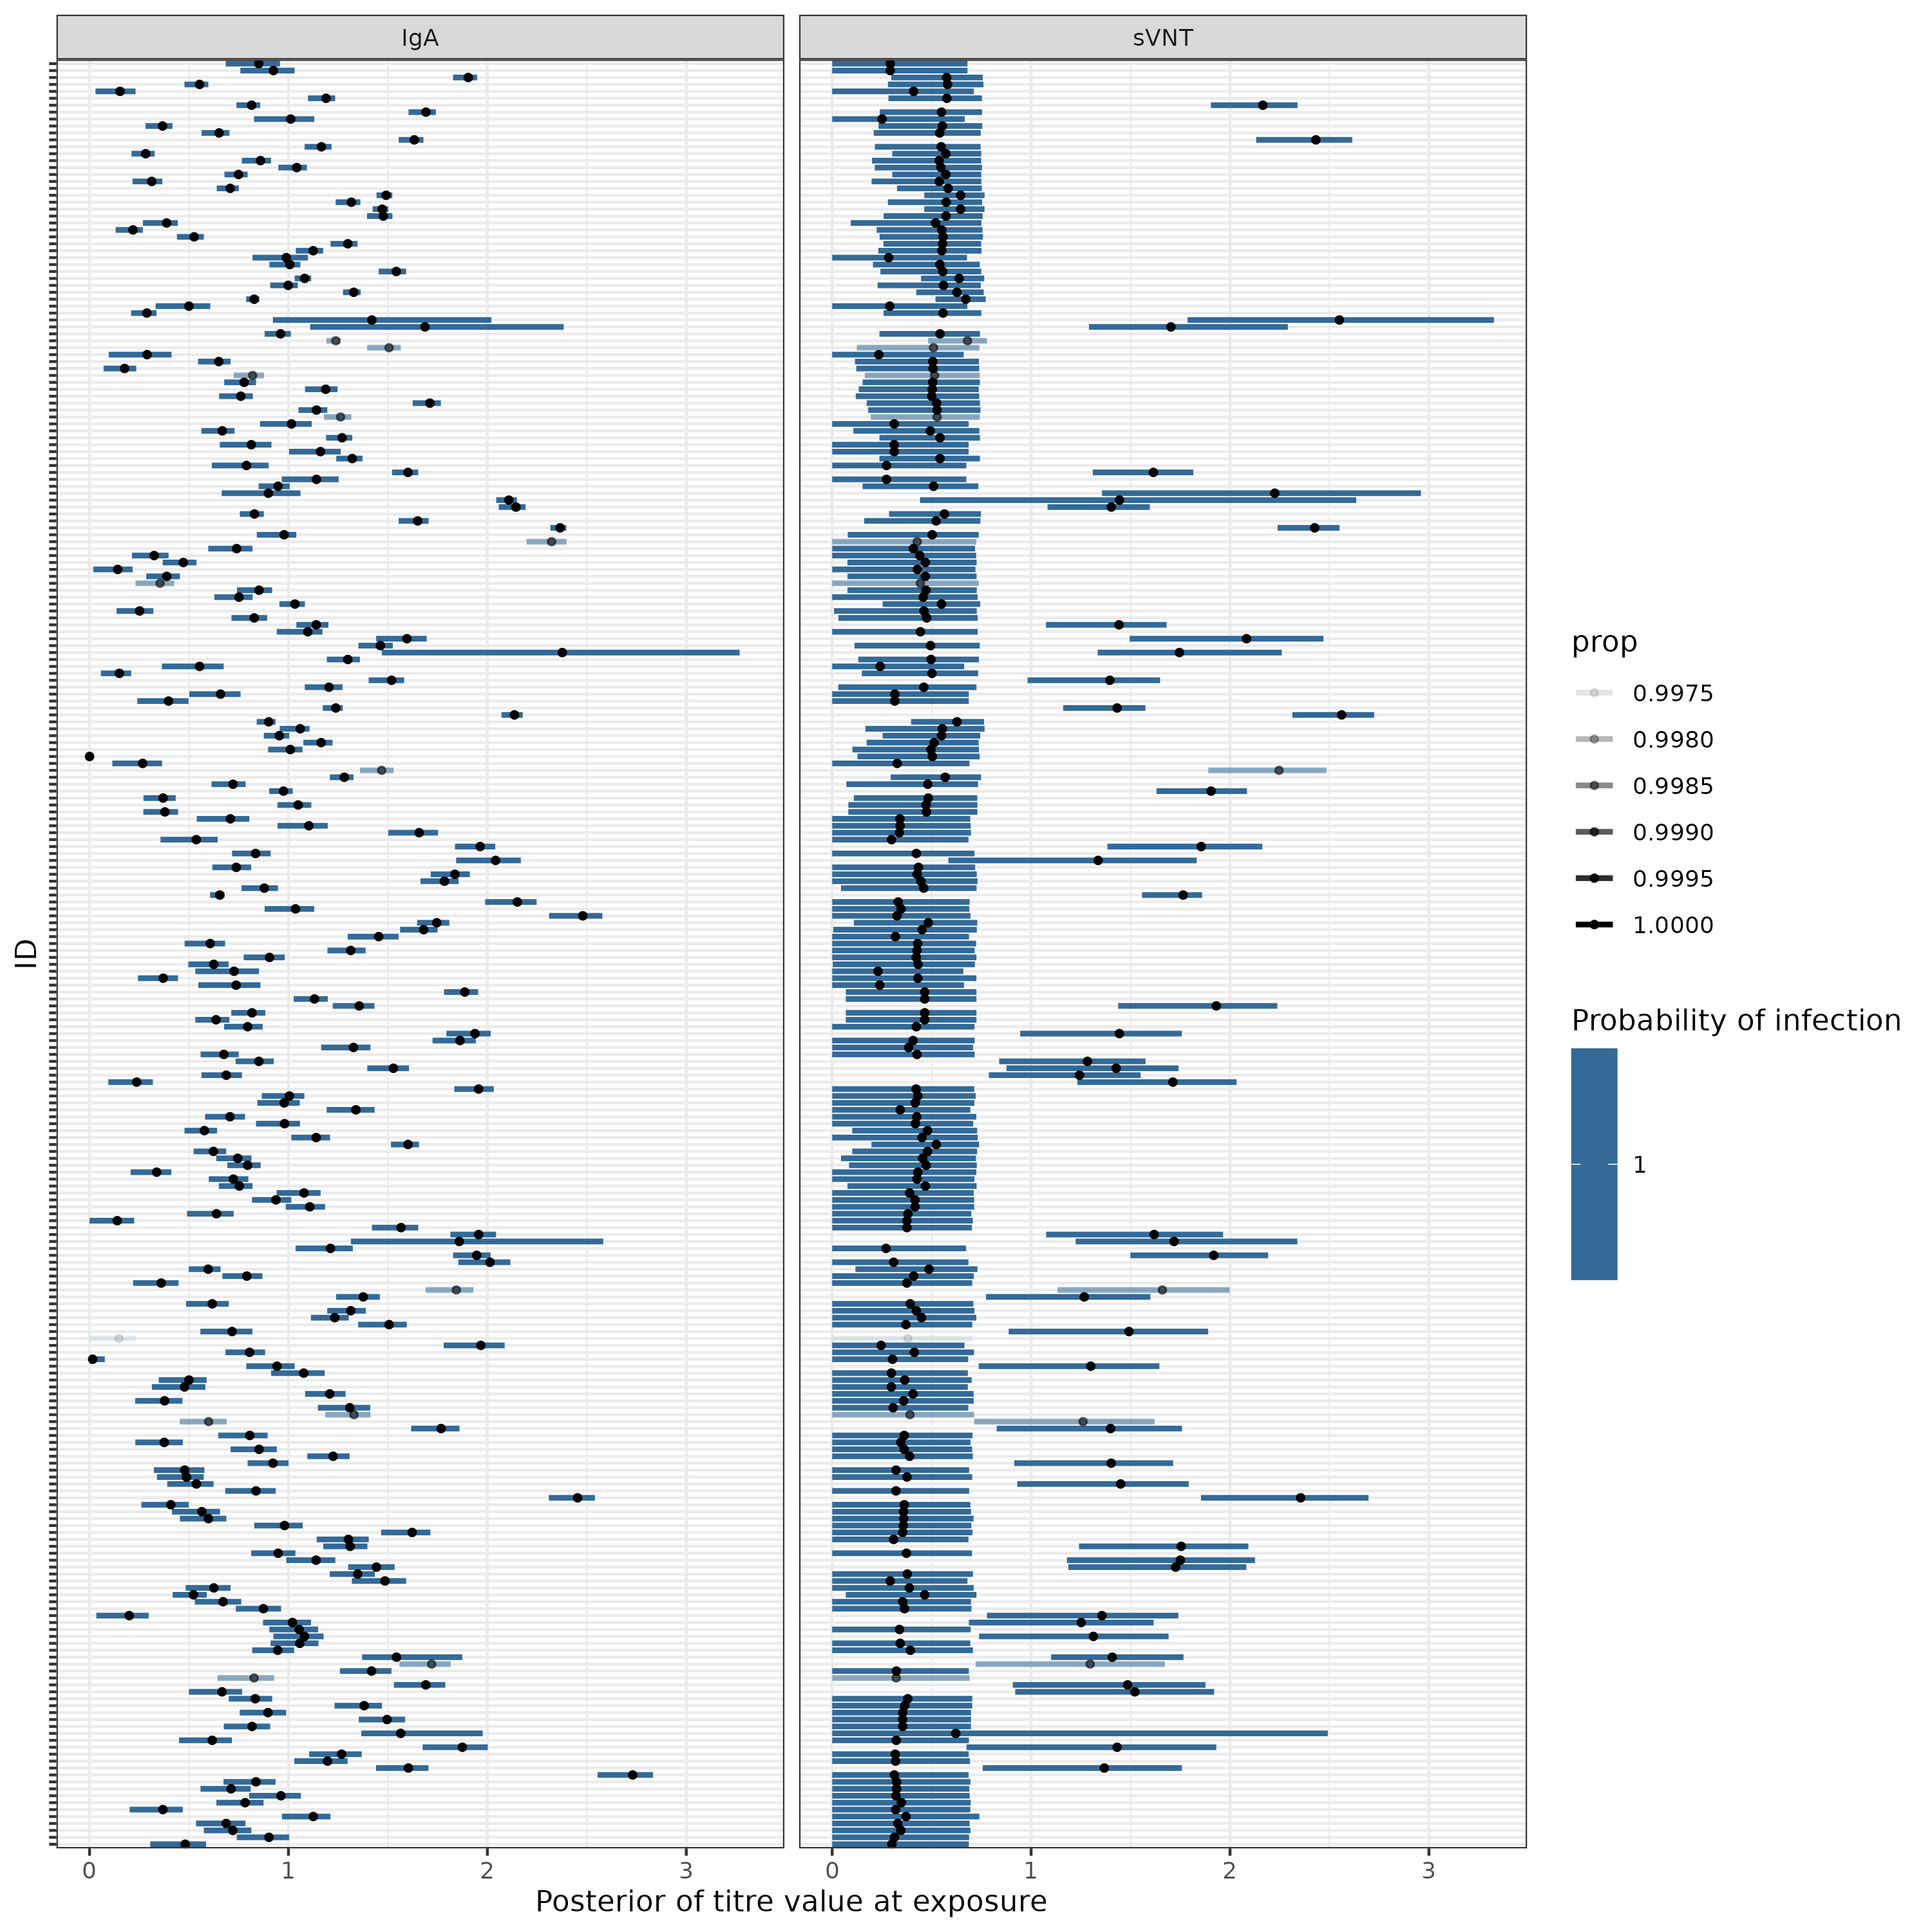 IgA
sVNT
ID
0
1
2
3
0
1
2
3
Posterior of titre value at exposure
prop
0.9975
0.9980
0.9985
0.9990
0.9995
1.0000
Probability of infection
1